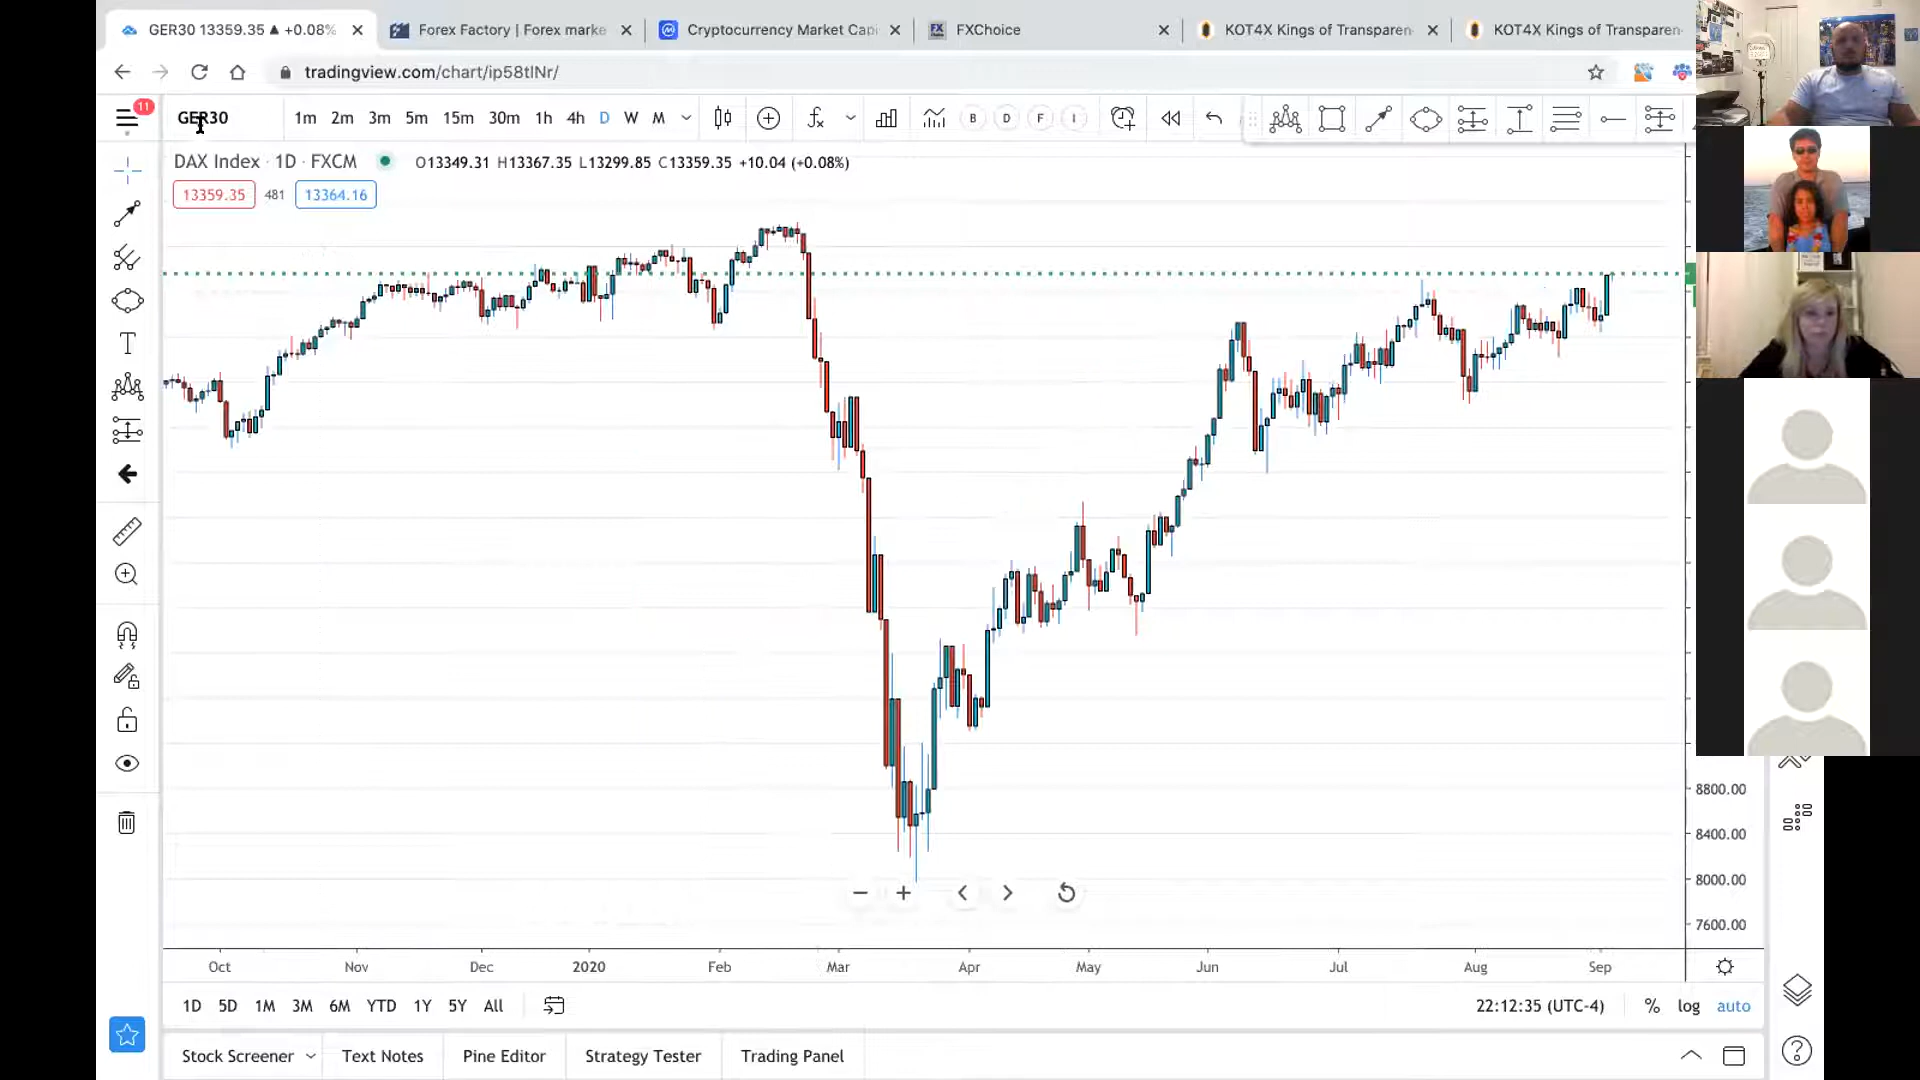 GER30 13359.35 ▲ +0.08%
Forex Factory | Forex marke
Cryptocurrency Market Capi
FXChoice
KOT4X Kings of Transparen
KOT4X Kings of Transparen
tradingview.com/chart/ip58tlNr/
11
GER30 1m 2m 3m 5m 15m 30m 1h 4h D W M B D F I
DAX Index · 1D · FXCM O13349.31 H13367.35 L13299.85 C13359.35 +10.04 (+0.08%)
13359.35 481 13364.16
8800.00
8400.00
8000.00
7600.00
Oct Nov Dec 2020 Feb Mar Apr May Jun Jul Aug Sep
1D 5D 1M 3M 6M YTD 1Y 5Y All 22:12:35 (UTC-4) % log auto
Stock Screener Text Notes Pine Editor Strategy Tester Trading Panel